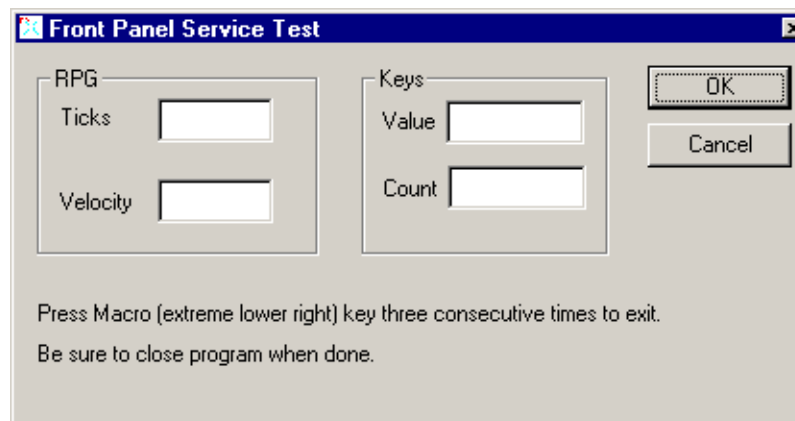 Front Panel Service Test
RPG
Ticks
Velocity
Keys
Value
Count
OK
Cancel
Press Macro (extreme lower right) key three consecutive times to exit.
Be sure to close program when done.